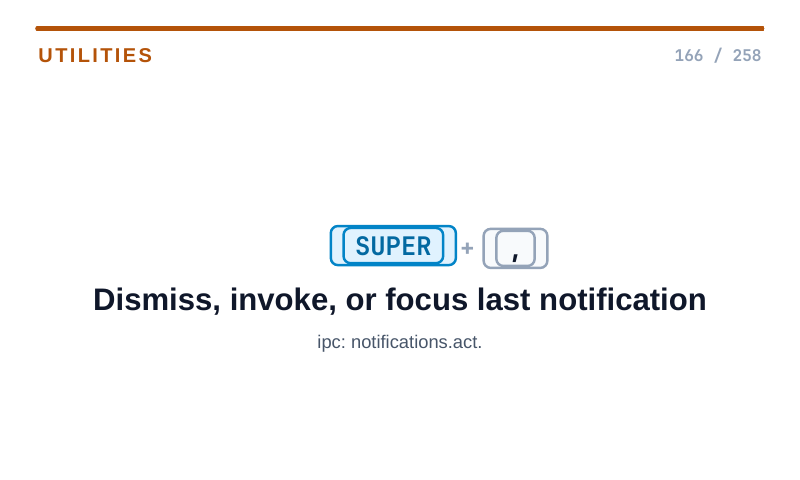 UTILITIES 166 / 258
SUPER + ,
Dismiss, invoke, or focus last notification
ipc: notifications.act.